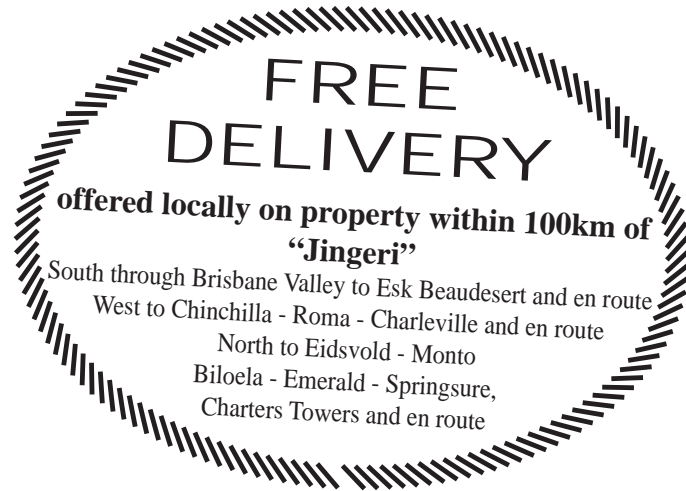 FREE
DELIVERY
offered locally on property within 100km of
“Jingeri”
South through Brisbane Valley to Esk Beaudesert and en route
West to Chinchilla - Roma - Charleville and en route
North to Eidsvold - Monto
Biloela - Emerald - Springsure,
Charters Towers and en route